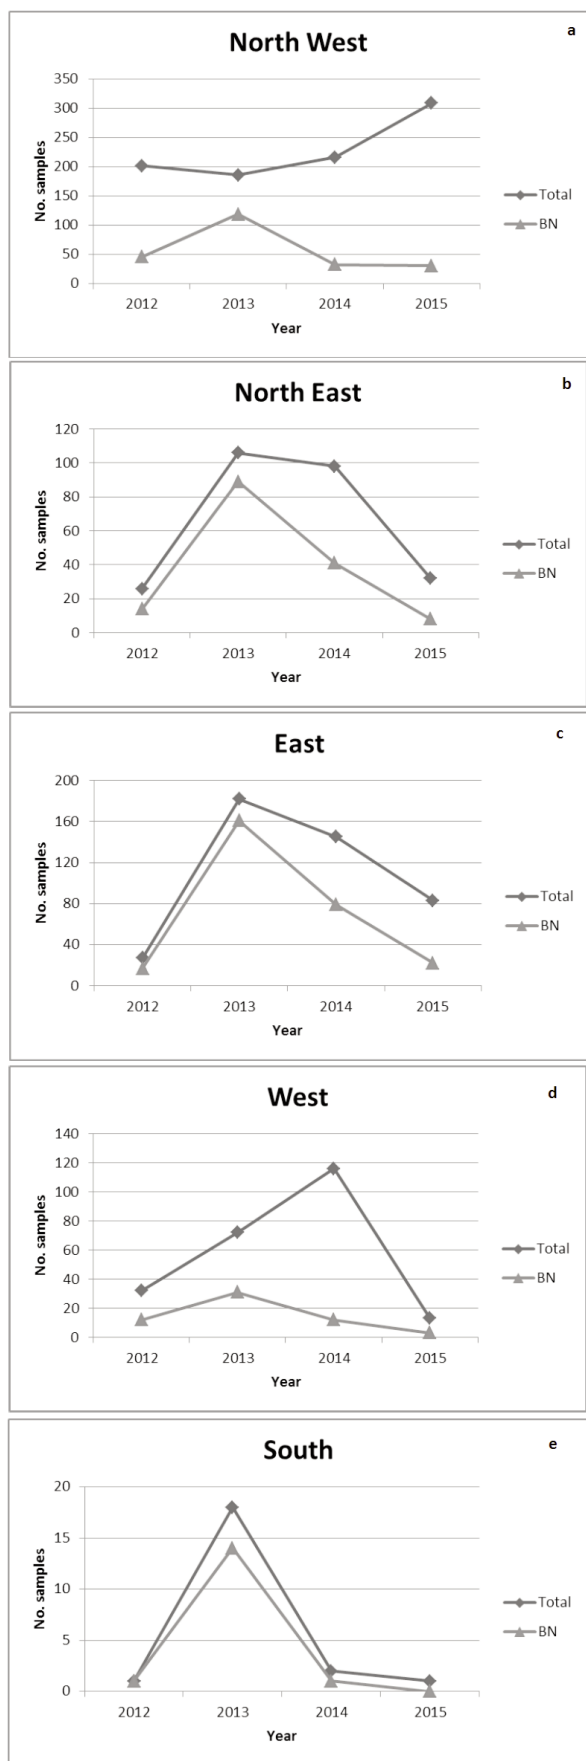 North West
a
350
300
250
200
150
100
50
0
No. samples
2012 2013 2014 2015
Year
Total
BN
North East
b
120
100
80
60
40
20
0
No. samples
2012 2013 2014 2015
Year
Total
BN
East
c
200
160
120
80
40
0
No. samples
2012 2013 2014 2015
Year
Total
BN
West
d
140
120
100
80
60
40
20
0
No. samples
2012 2013 2014 2015
Year
Total
BN
South
e
20
15
10
5
0
No. samples
2012 2013 2014 2015
Year
Total
BN